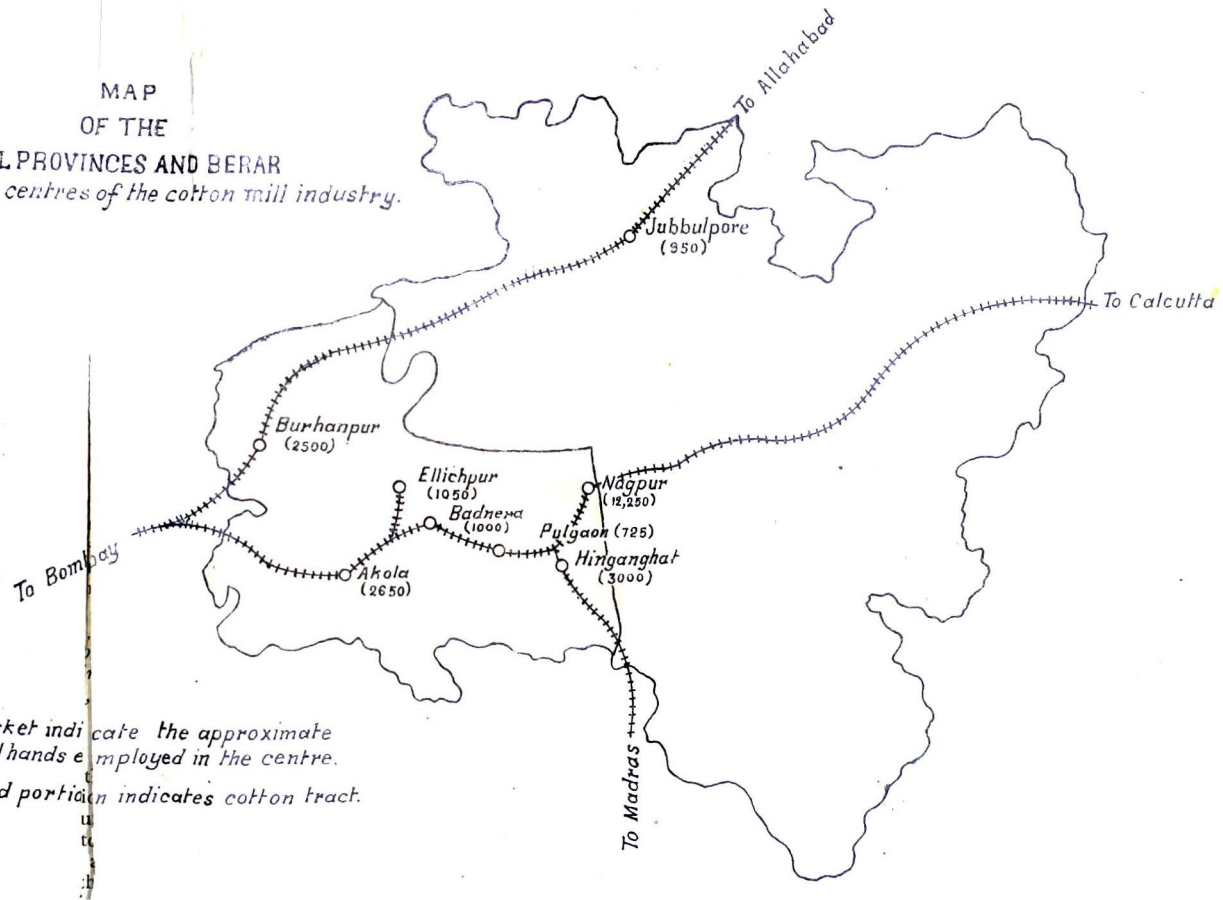 MAP
OF THE
L PROVINCES AND BERAR
centres of the cotton mill industry.
To Allahabad
Jubbulpore
(950)
To Calcutta
Burhanpur
(2500)
Ellichpur
(1050)
Badnera
(1000)
Nagpur
(12,250)
Pulgaon (725)
Hinganghat
(3000)
Akola
(2650)
To Bombay
To Madras
cket indicate the approximate
hands employed in the centre.
d portion indicates cotton tract.